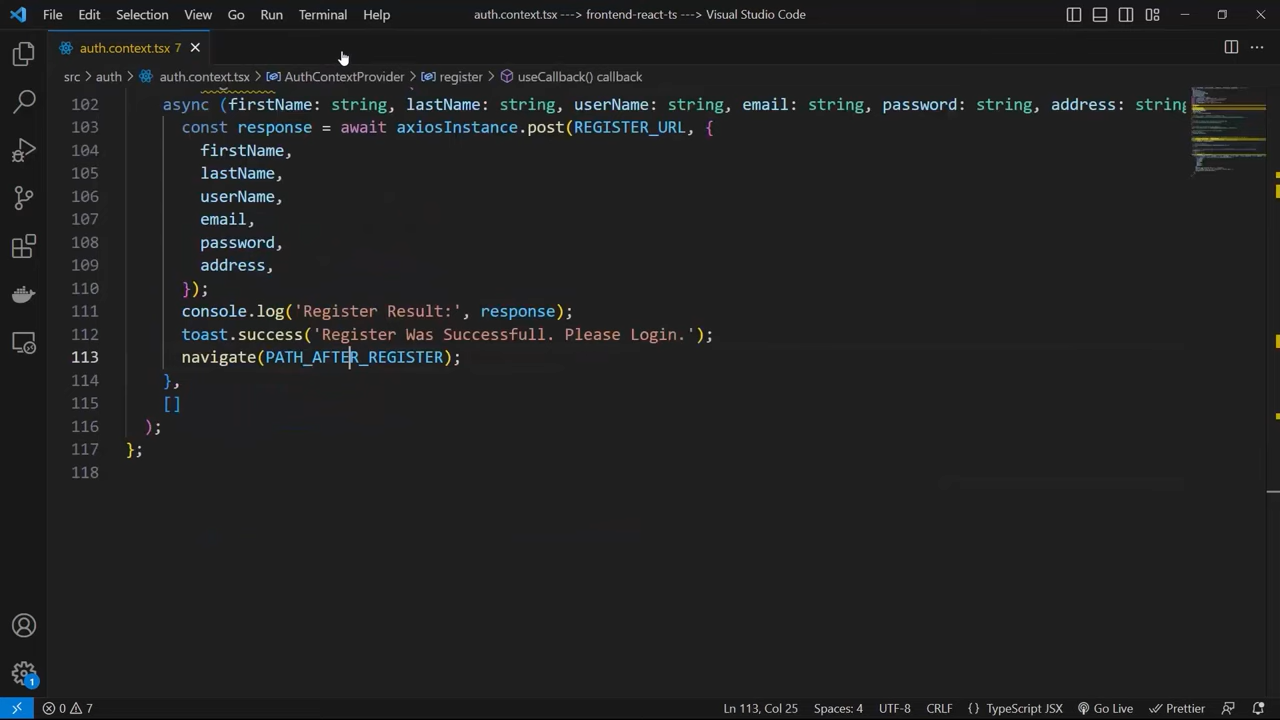 File Edit Selection View Go Run Terminal Help auth.context.tsx ---> frontend-react-ts ---> Visual Studio Code
auth.context.tsx 7
src > auth > auth.context.tsx > AuthContextProvider > register > useCallback() callback
102 async (firstName: string, lastName: string, userName: string, email: string, password: string, address: string
103 const response = await axiosInstance.post(REGISTER_URL, {
104 firstName,
105 lastName,
106 userName,
107 email,
108 password,
109 address,
110 });
111 console.log('Register Result:', response);
112 toast.success('Register Was Successfull. Please Login.');
113 navigate(PATH_AFTER_REGISTER);
114 },
115 []
116 );
117 };
118
1
0 7 Ln 113, Col 25 Spaces: 4 UTF-8 CRLF {} TypeScript JSX Go Live Prettier